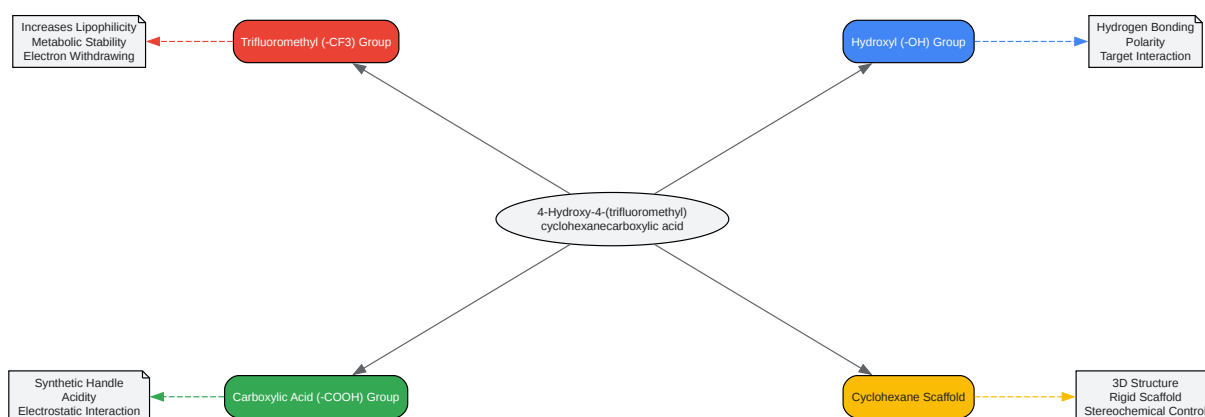 Increases Lipophilicity
Metabolic Stability
Electron Withdrawing
Trifluoromethyl (-CF3) Group
Hydroxyl (-OH) Group
Hydrogen Bonding
Polarity
Target Interaction
4-Hydroxy-4-(trifluoromethyl)
cyclohexanecarboxylic acid
Synthetic Handle
Acidity
Electrostatic Interaction
Carboxylic Acid (-COOH) Group
Cyclohexane Scaffold
3D Structure
Rigid Scaffold
Stereochemical Control